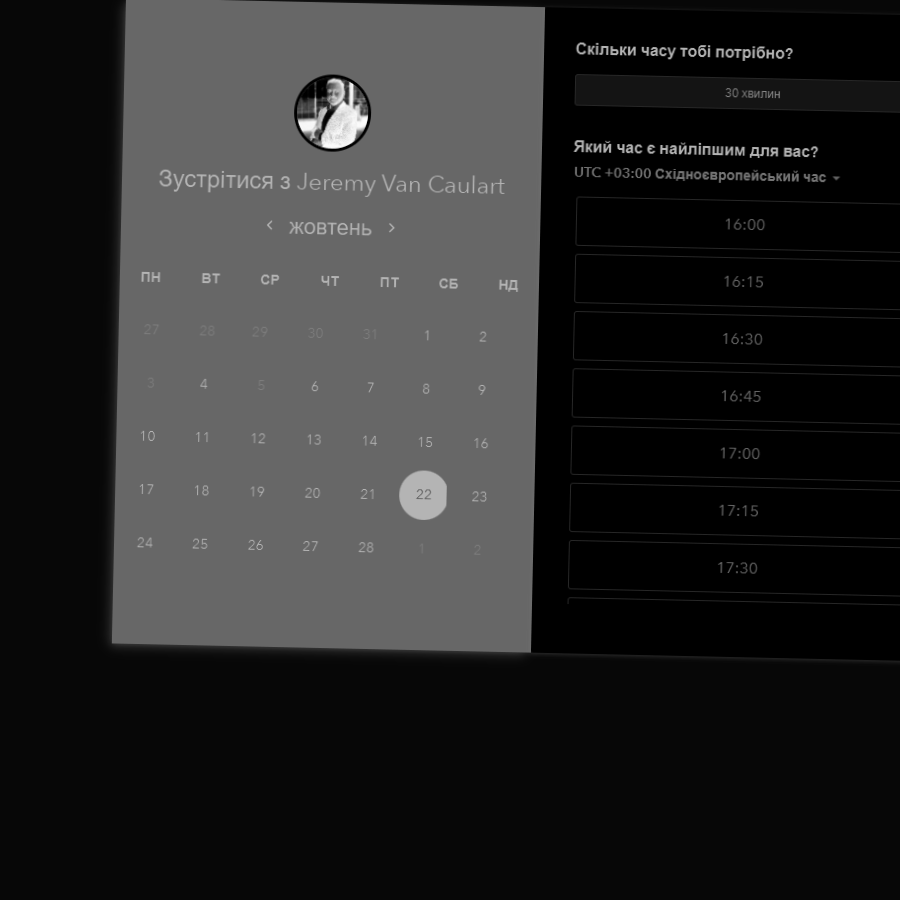 Зустрітися з Jeremy Van Caulart
жовтень
ПН ВТ СР ЧТ ПТ СБ НД
27 28 29 30 31 1 2
3 4 5 6 7 8 9
10 11 12 13 14 15 16
17 18 19 20 21 22 23
24 25 26 27 28 1 2
Скільки часу тобі потрібно?
30 хвилин
Який час є найліпшим для вас?
UTC +03:00 Східноєвропейський час
16:00
16:15
16:30
16:45
17:00
17:15
17:30